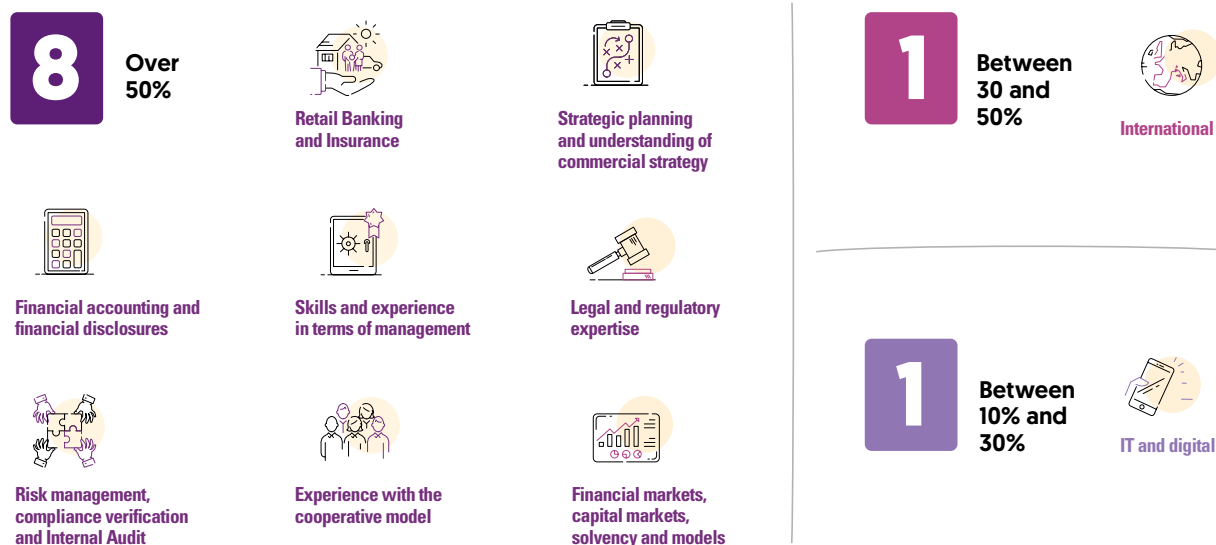 8
Over
50%
Retail Banking
and Insurance
Strategic planning
and understanding of
commercial strategy
Financial accounting and
financial disclosures
Skills and experience
in terms of management
Legal and regulatory
expertise
Risk management,
compliance verification
and Internal Audit
Experience with the
cooperative model
Financial markets,
capital markets,
solvency and models
1
Between
30 and
50%
International
1
Between
10% and
30%
IT and digital